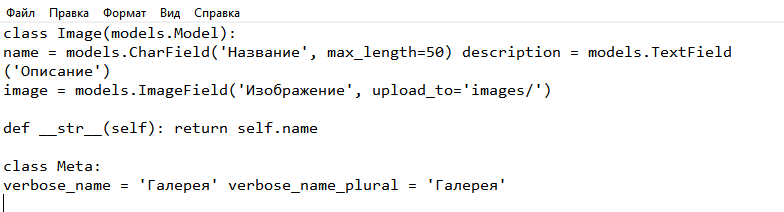 Файл Правка Формат Вид Справка
class Image(models.Model):
name = models.CharField('Название', max_length=50) description = models.TextField
('Описание')
image = models.ImageField('Изображение', upload_to='images/')
def __str__(self): return self.name
class Meta:
verbose_name = 'Галерея' verbose_name_plural = 'Галерея'